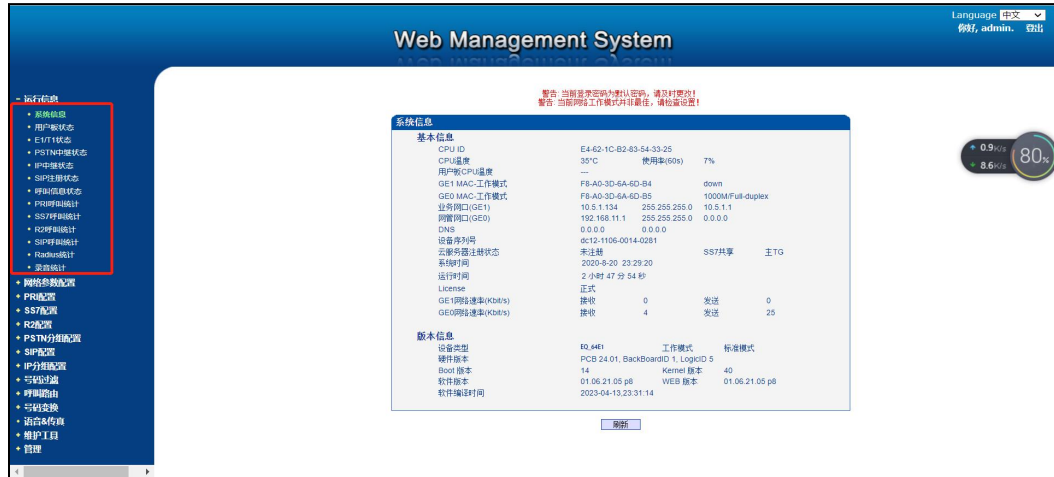 Language 中文
你好, admin. 登出
Web Management System
- 运行信息
• 系统信息
• 用户板状态
• E1/T1状态
• PSTN中继状态
• IP中继状态
• SIP注册状态
• 呼叫信息状态
• PRI呼叫统计
• SS7呼叫统计
• R2呼叫统计
• SIP呼叫统计
• Radius统计
• 录音统计
+ 网络参数配置
+ PRI配置
+ SS7配置
+ R2配置
+ PSTN分组配置
+ SIP配置
+ IP分组配置
+ 号码过滤
+ 呼叫路由
+ 号码变换
• 语音&传真
+ 维护工具
+ 管理
警告: 当前登录密码为默认密码，请及时更改!
警告: 当前网络工作模式并非最佳，请检查设置!
系统信息
基本信息
CPU ID E4-62-1C-B2-83-54-33-25
CPU温度 35°C 使用率(60s) 7%
用户板CPU温度 ---
GE1 MAC-工作模式 F8-A0-3D-6A-6D-B4 down
GE0 MAC-工作模式 F8-A0-3D-6A-6D-B5 1000M/Full-duplex
业务网口(GE1) 10.5.1.134 255.255.255.0 10.5.1.1
网管网口(GE0) 192.168.11.1 255.255.255.0 0.0.0.0
DNS 0.0.0.0 0.0.0.0
设备序列号 dc12-1106-0014-0281
云服务器注册状态 未注册 SS7共享 主TG
系统时间 2020-8-20 23:29:20
运行时间 2 小时 47 分 54 秒
License 正式
GE1网络速率(Kbit/s) 接收 0 发送 0
GE0网络速率(Kbit/s) 接收 4 发送 25
版本信息
设备类型 EQ_64E1 工作模式 标准模式
硬件版本 PCB 24.01, BackBoardID 1, LogicID 5
Boot 版本 14 Kernel 版本 40
软件版本 01.06.21.05 p8 WEB 版本 01.06.21.05 p8
软件编译时间 2023-04-13,23:31:14
刷新
0.9K/s
8.6K/s
80%